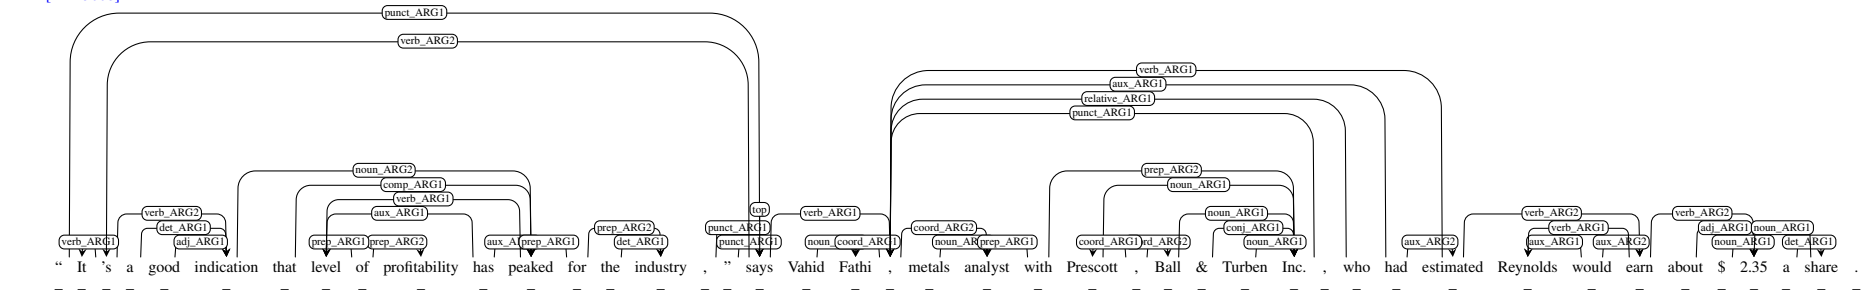 punct_ARG1
verb_ARG2
verb_ARG1
aux_ARG1
relative_ARG1
punct_ARG1
noun_ARG2 prep_ARG2
comp_ARG1 noun_ARG1
verb_ARG1
top
verb_ARG2 aux_ARG1 verb_ARG1 noun_ARG1 verb_ARG2 verb_ARG2
det_ARG1 prep_ARG2 punct_ARG1 coord_ARG2 conj_ARG1 verb_ARG1 adj_ARG1 noun_ARG1
verb_ARG1 adj_ARG1 prep_ARG1 prep_ARG2 prep_ARG1 det_ARG1 punct_ARG1 coord_ARG1 prep_ARG1 coord_ARG1 noun_ARG1 aux_ARG2 aux_ARG1 aux_ARG2 noun_ARG1 det_ARG1
“ It 's a good indication that level of profitability has peaked for the industry , ” says Vahid Fathi , metals analyst with Prescott , Ball & Turben Inc. , who had estimated Reynolds would earn about $ 2.35 a share .